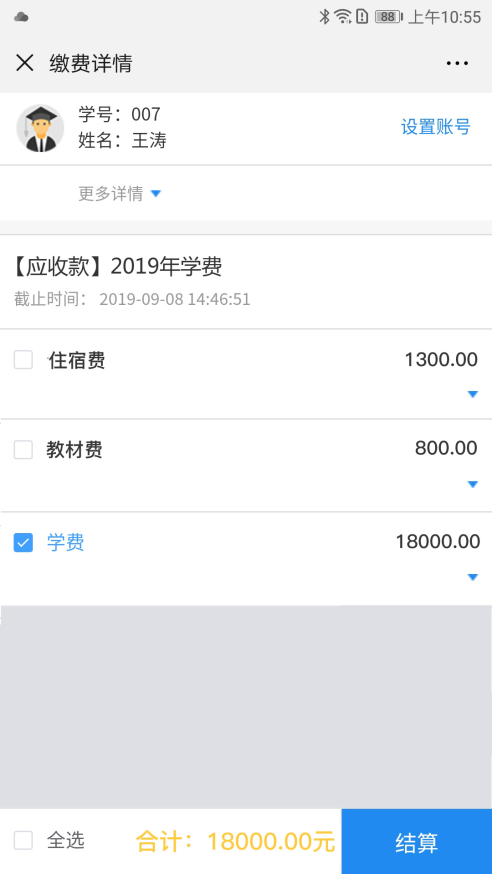 88 上午10:55
缴费详情
学号：007
姓名：王涛
设置账号
更多详情
【应收款】2019年学费
截止时间： 2019-09-08 14:46:51
住宿费 1300.00
教材费 800.00
学费 18000.00
全选 合计：18000.00元 结算